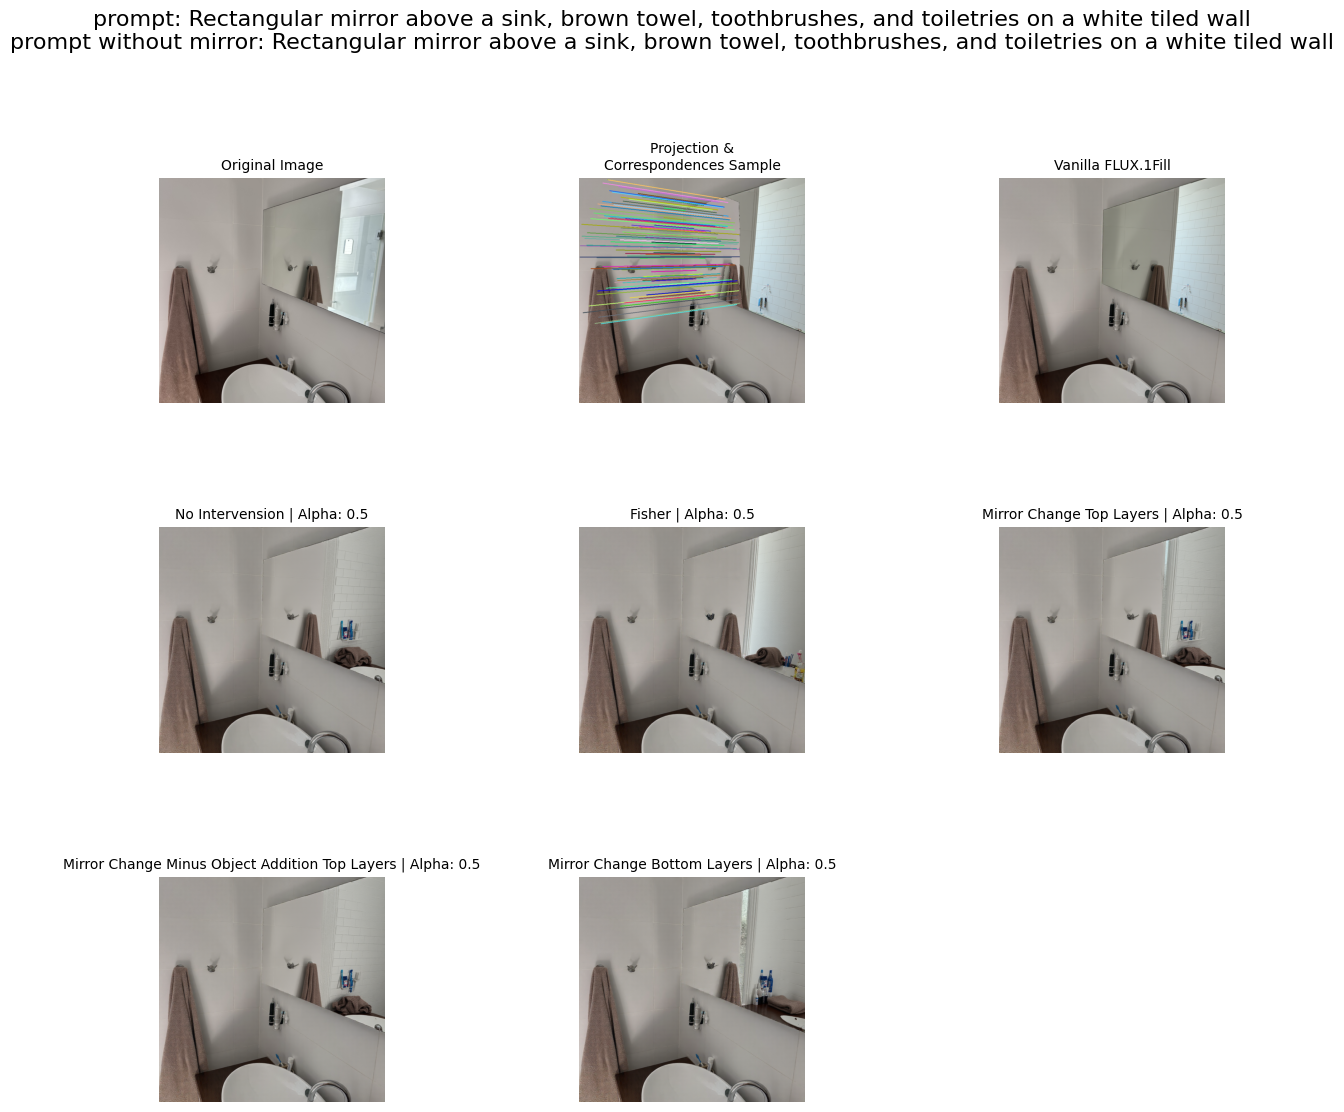 prompt: Rectangular mirror above a sink, brown towel, toothbrushes, and toiletries on a white tiled wall
prompt without mirror: Rectangular mirror above a sink, brown towel, toothbrushes, and toiletries on a white tiled wall
Original Image
Projection &
Correspondences Sample
Vanilla FLUX.1Fill
No Intervension | Alpha: 0.5
Fisher | Alpha: 0.5
Mirror Change Top Layers | Alpha: 0.5
Mirror Change Minus Object Addition Top Layers | Alpha: 0.5
Mirror Change Bottom Layers | Alpha: 0.5